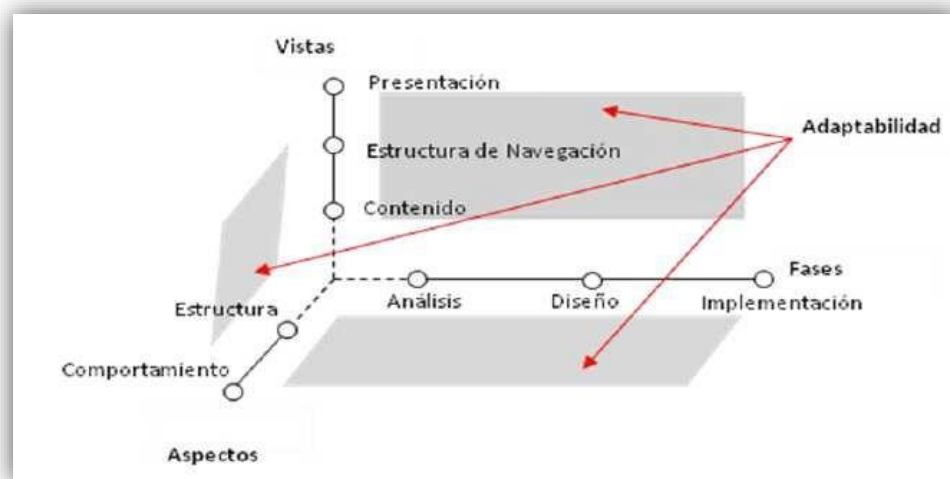 Vistas
Presentación
Adaptabilidad
Estructura de Navegación
Contenido
Fases
Análisis
Diseño
Implementación
Estructura
Comportamiento
Aspectos